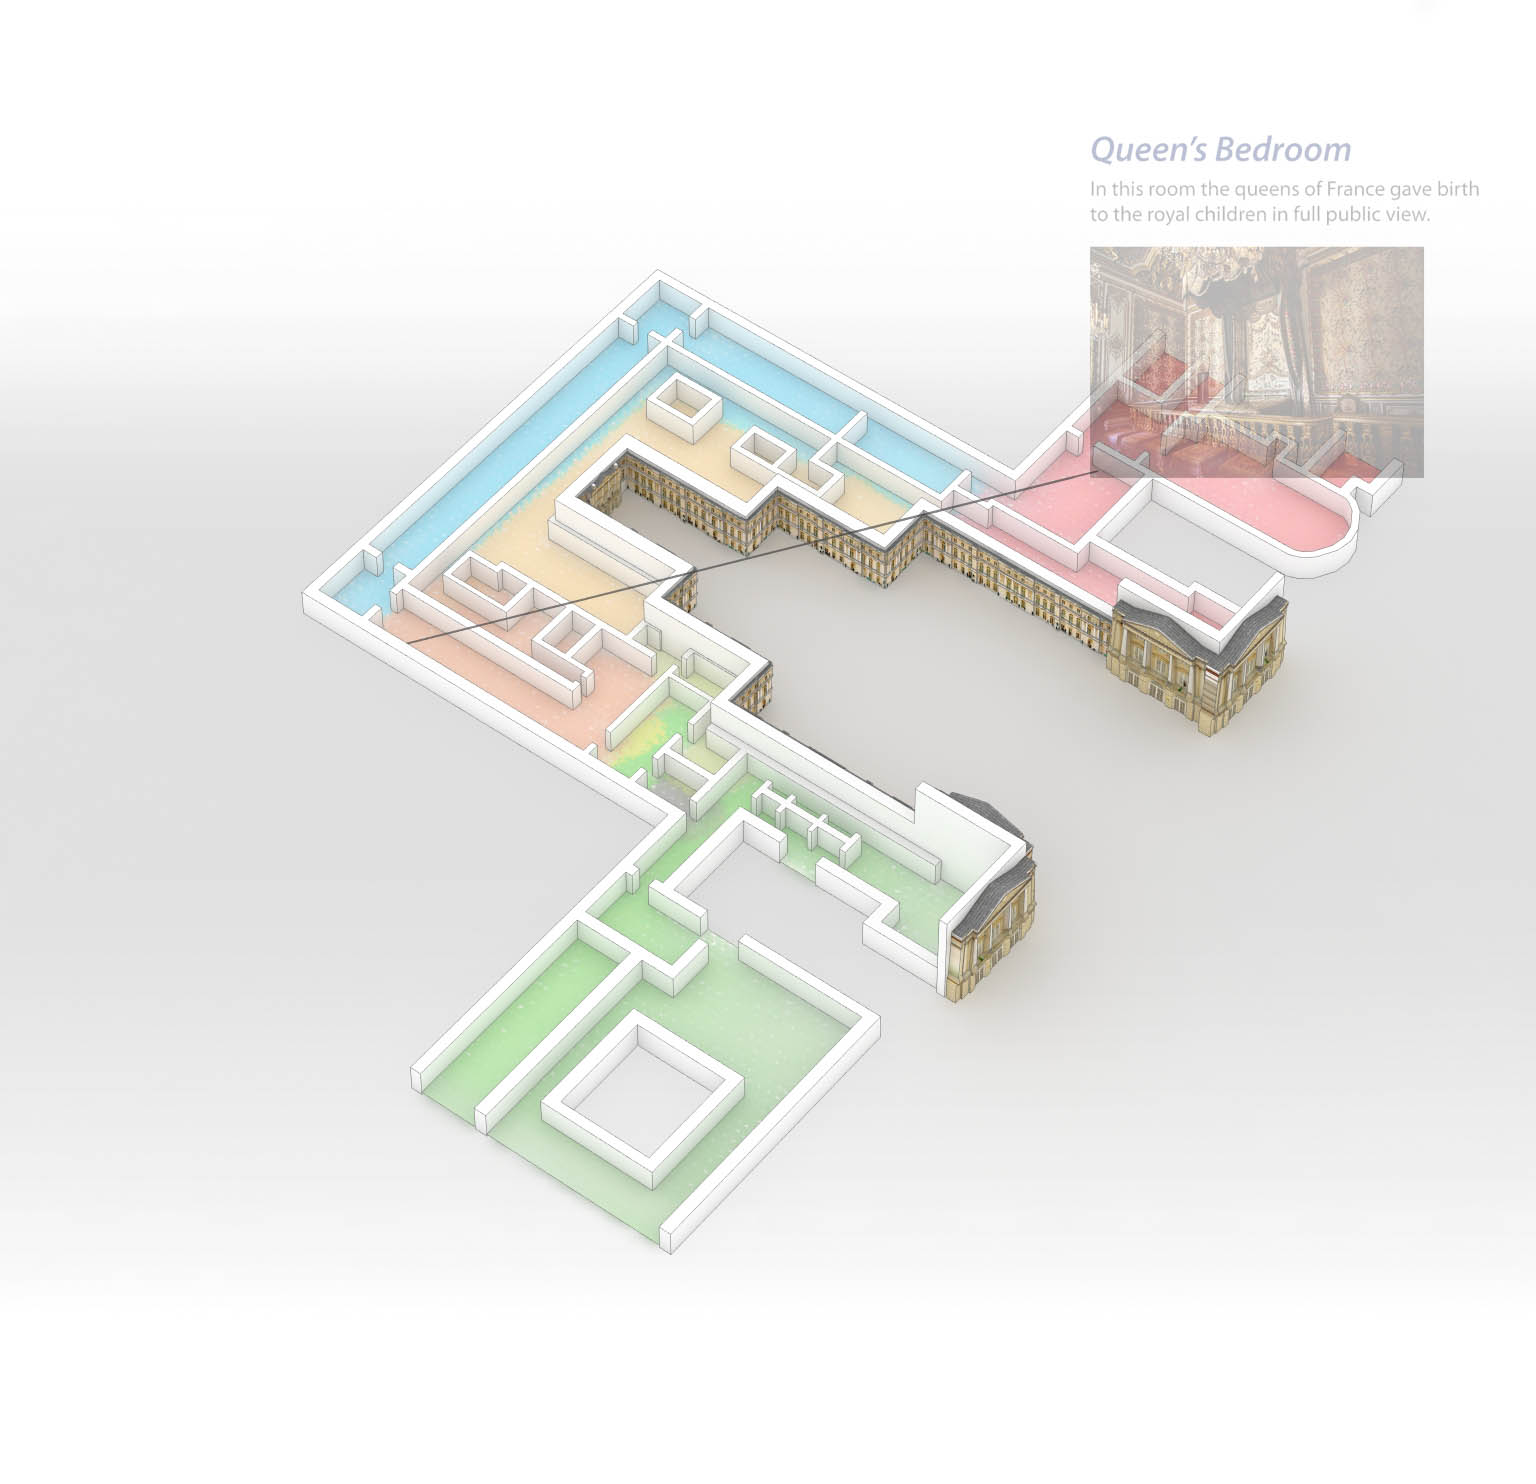 Queen's Bedroom
In this room the queens of France gave birth
to the royal children in full public view.